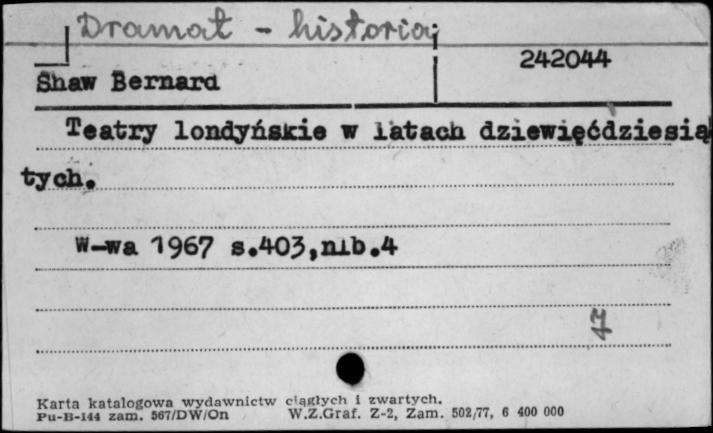 Dramat - historia
242044
Shaw Bernard
Teatry londyńskie w latach dziewięćdziesią
tych.
W-wa 1967 s.403,nlb.4
7
Karta katalogowa wydawnictw ciągłych i zwartych.
Pu-B-144 zam. 567/DW/On W.Z.Graf. Z-2, Zam. 502/77, 6 400 000